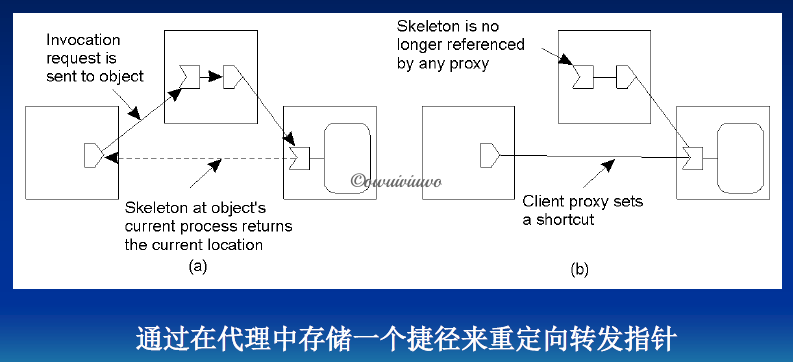 Invocation
request is
sent to object
Skeleton at object's
current process returns
the current location
(a)
Skeleton is no
longer referenced
by any proxy
©owuiviuwo
Client proxy sets
a shortcut
(b)
通过在代理中存储一个捷径来重定向转发指针